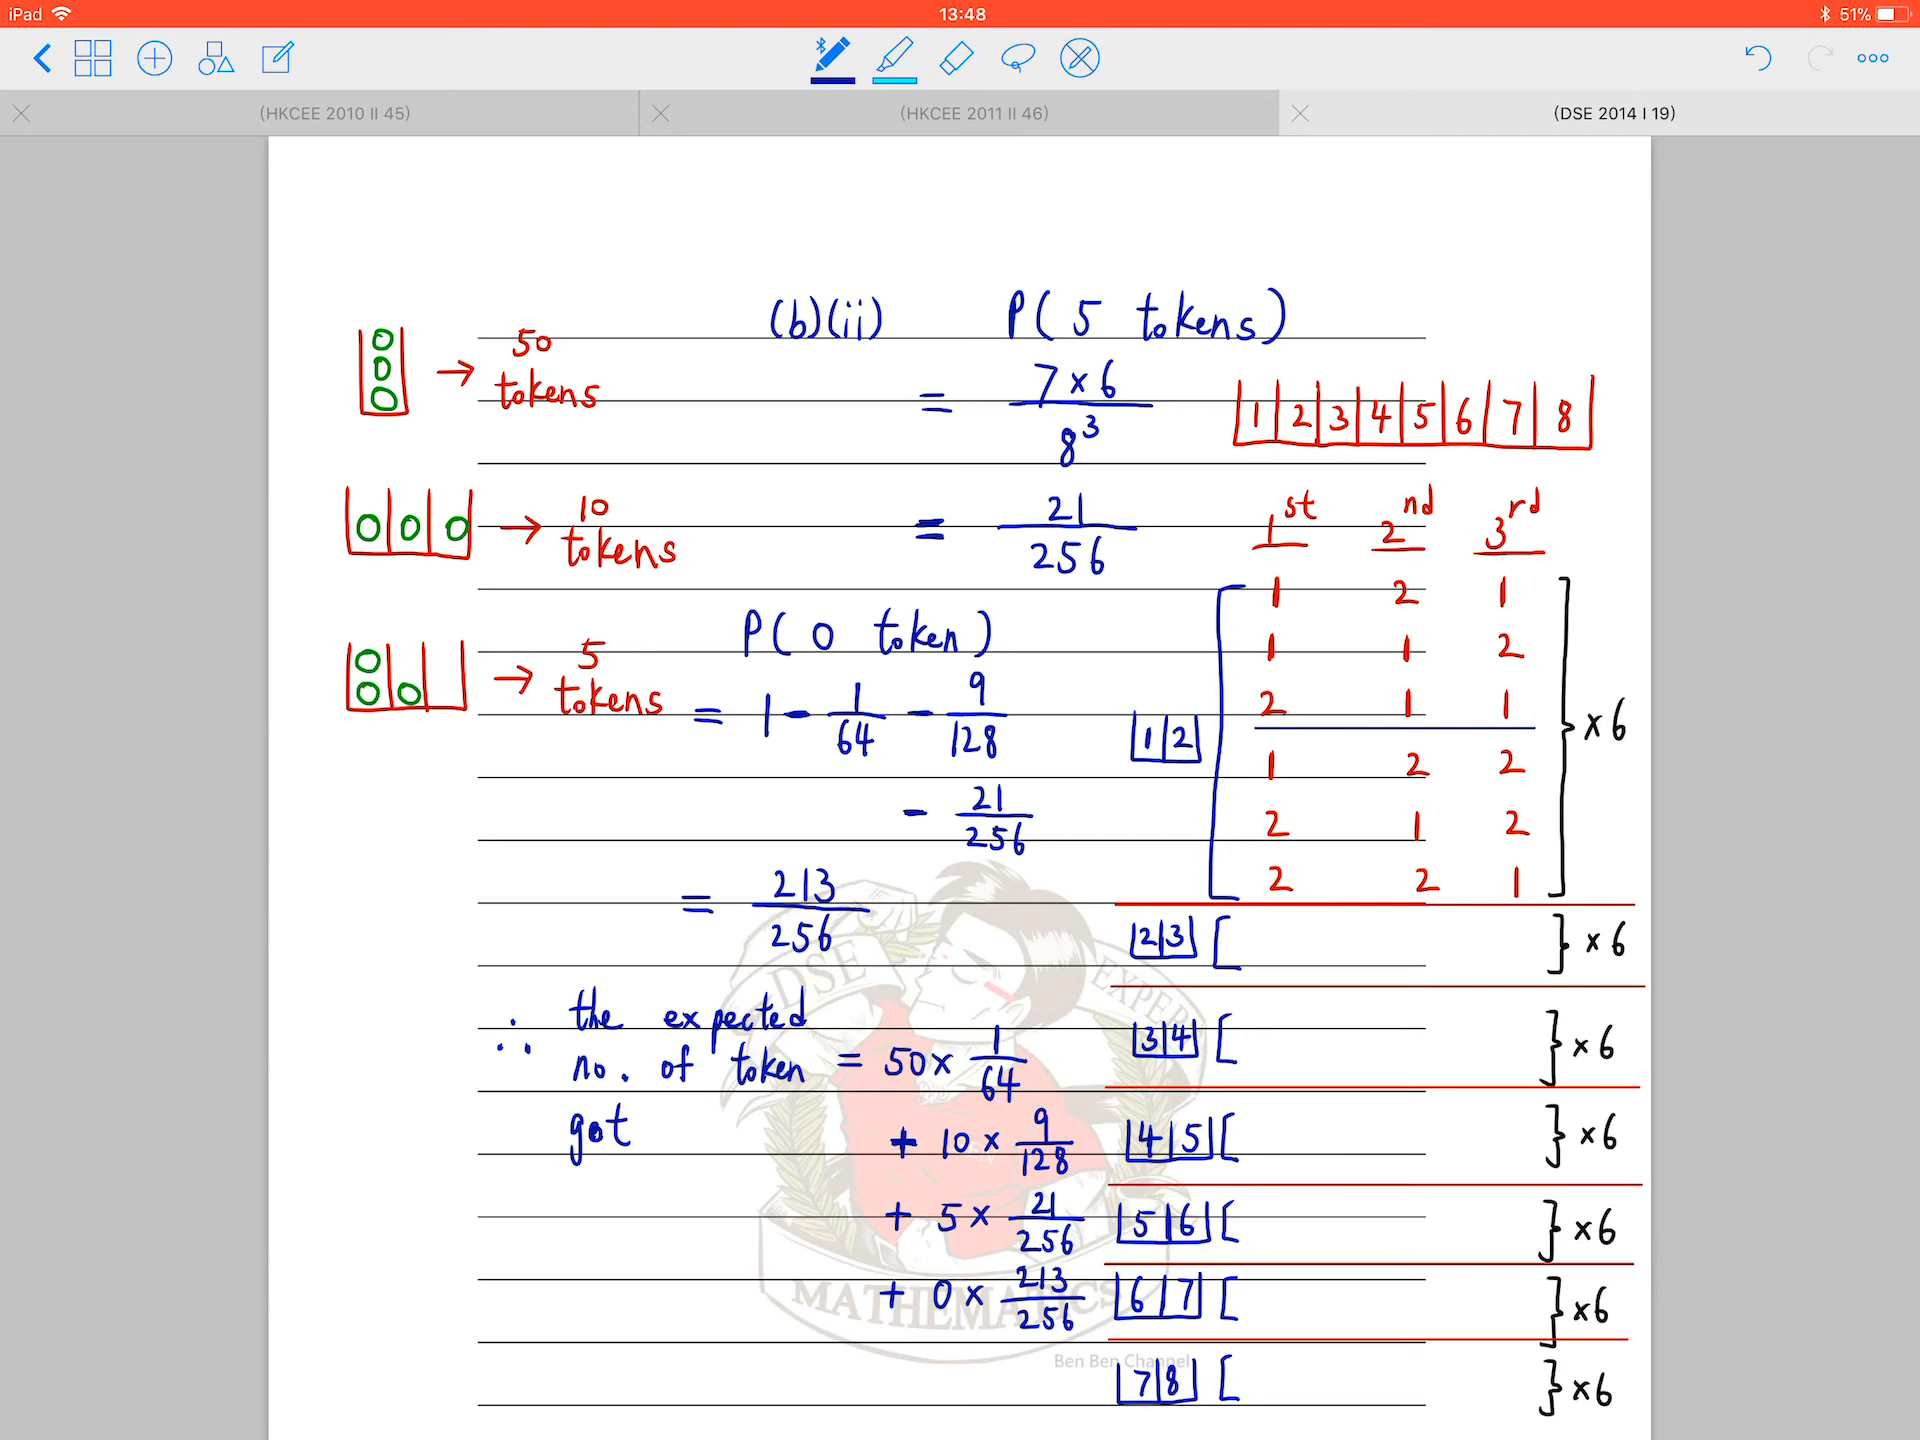 iPad
13:48
51%
(HKCEE 2010 II 45)
(HKCEE 2011 II 46)
(DSE 2014 I 19)
(b)(ii) P( 5 tokens )
= 7 × 6 / 8³
= 21 / 256
P( 0 token )
= 1 - 1/64 - 9/128
- 21/256
= 213/256
∴ the expected
no. of token = 50 × 1/64
got
+ 10 × 9/128
+ 5 × 21/256
+ 0 × 213/256
→ 50
tokens
→ 10
tokens
→ 5
tokens
1 2 3 4 5 6 7 8
1st 2nd 3rd
1 2 1
1 1 2
2 1 1
1|2 [ } × 6
1 2 2
2 1 2
2 2 1
2|3 [ } × 6
3|4 [ } × 6
4|5 [ } × 6
5|6 [ } × 6
6|7 [ } × 6
7|8 [ } × 6
DSE
EXPER
MATHEMATICS
Ben Ben Channel